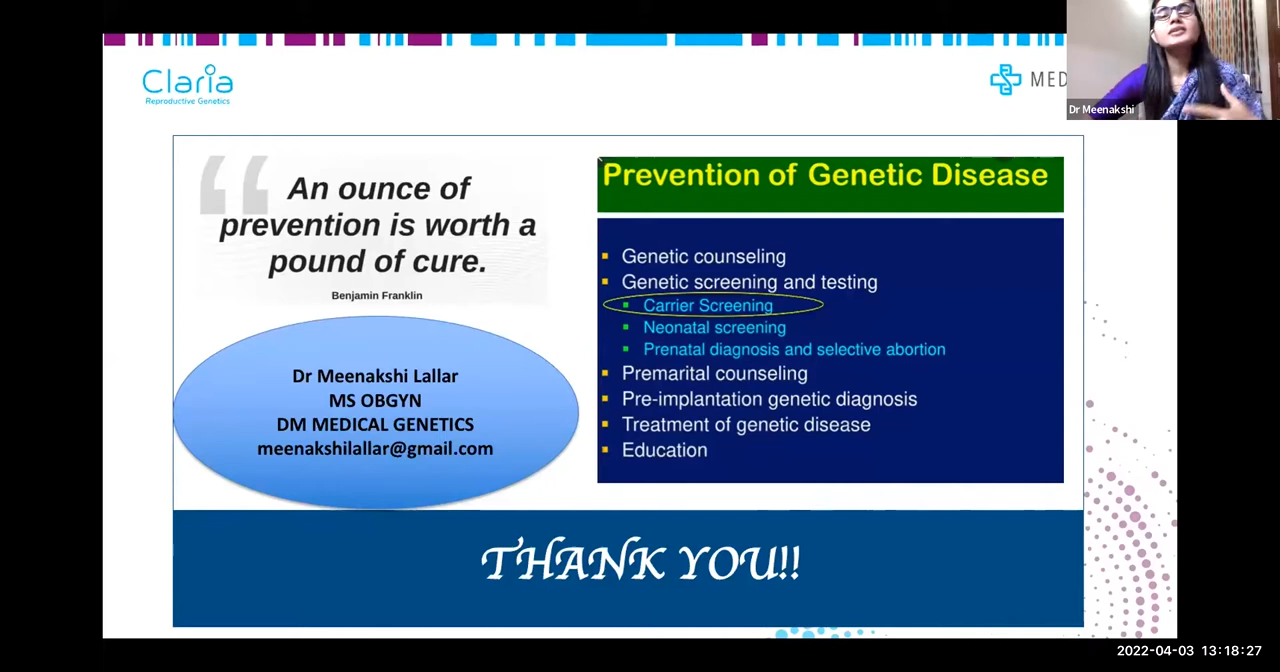 Claria
Reproductive Genetics
MED
Dr Meenakshi
An ounce of
prevention is worth a
pound of cure.
Benjamin Franklin
Dr Meenakshi Lallar
MS OBGYN
DM MEDICAL GENETICS
meenakshilallar@gmail.com
Prevention of Genetic Disease
Genetic counseling
Genetic screening and testing
Carrier Screening
Neonatal screening
Prenatal diagnosis and selective abortion
Premarital counseling
Pre-implantation genetic diagnosis
Treatment of genetic disease
Education
THANK YOU!!
2022-04-03 13:18:27